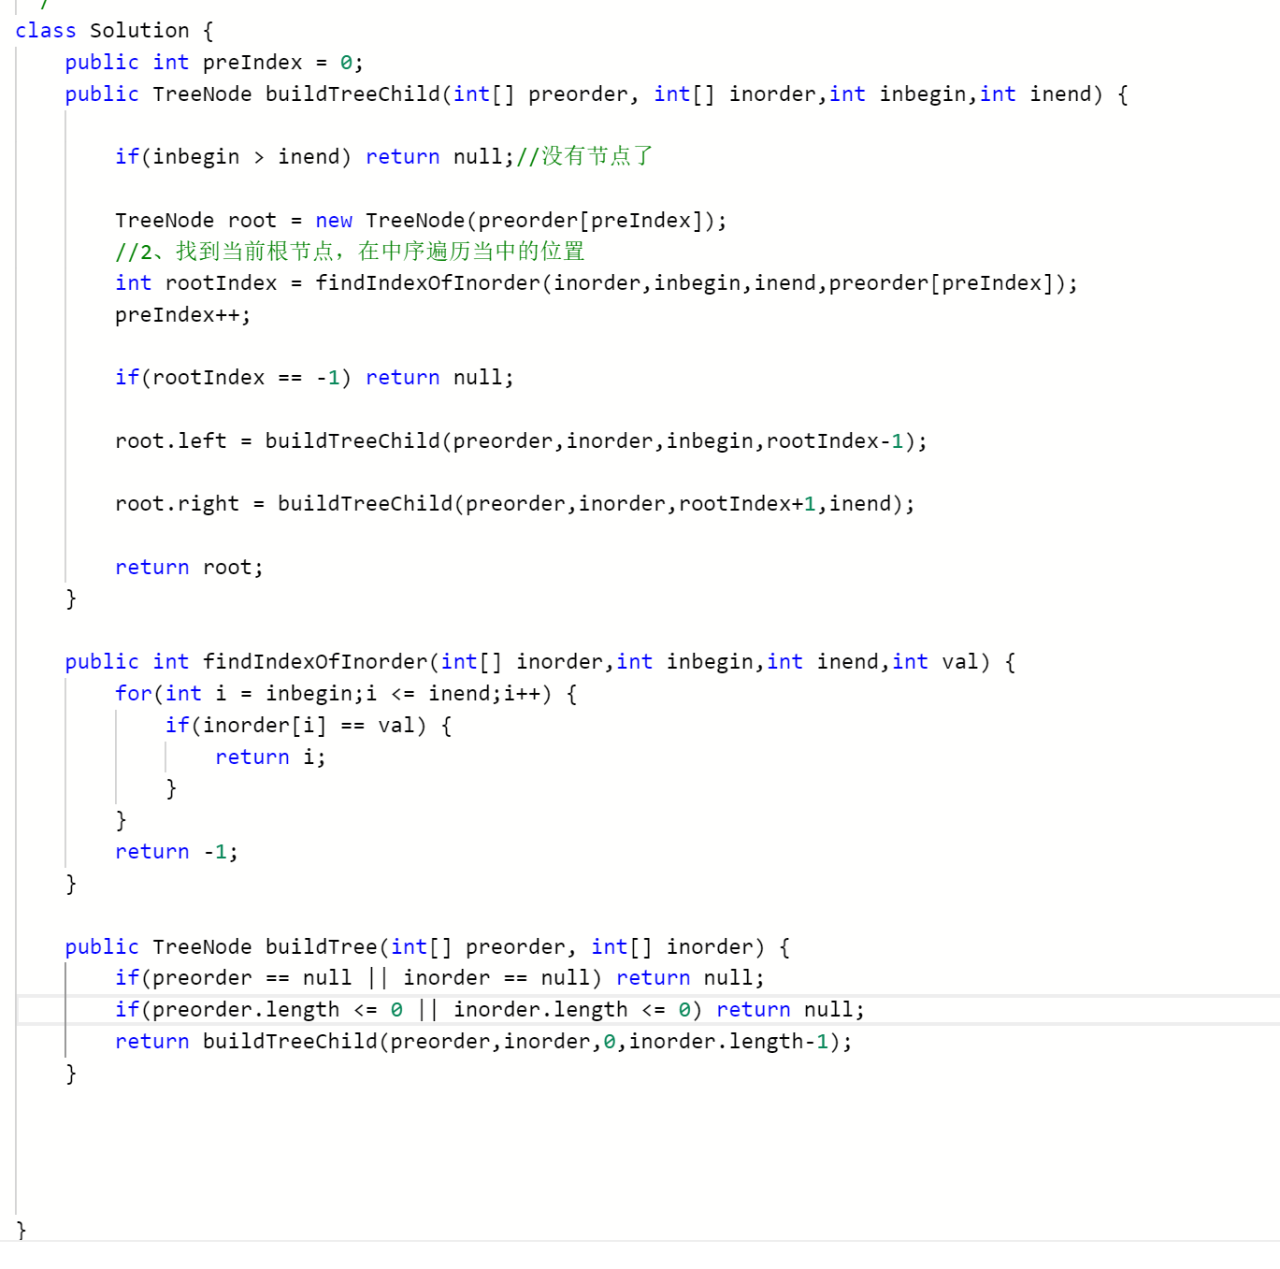 /
class Solution {
    public int preIndex = 0;
    public TreeNode buildTreeChild(int[] preorder, int[] inorder,int inbegin,int inend) {
        if(inbegin > inend) return null;//没有节点了
        TreeNode root = new TreeNode(preorder[preIndex]);
        //2、找到当前根节点，在中序遍历当中的位置
        int rootIndex = findIndexOfInorder(inorder,inbegin,inend,preorder[preIndex]);
        preIndex++;
        if(rootIndex == -1) return null;
        root.left = buildTreeChild(preorder,inorder,inbegin,rootIndex-1);
        root.right = buildTreeChild(preorder,inorder,rootIndex+1,inend);
        return root;
    }
    public int findIndexOfInorder(int[] inorder,int inbegin,int inend,int val) {
        for(int i = inbegin;i <= inend;i++) {
            if(inorder[i] == val) {
                return i;
            }
        }
        return -1;
    }
    public TreeNode buildTree(int[] preorder, int[] inorder) {
        if(preorder == null || inorder == null) return null;
        if(preorder.length <= 0 || inorder.length <= 0) return null;
        return buildTreeChild(preorder,inorder,0,inorder.length-1);
    }
}